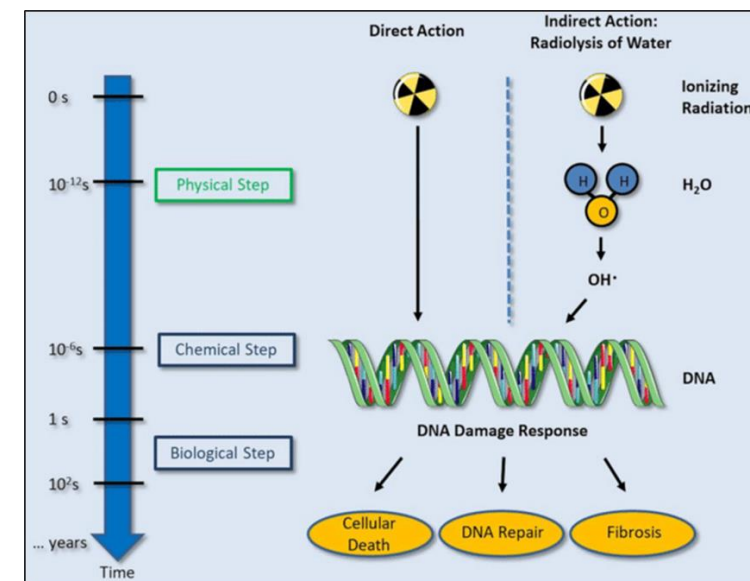 Direct Action
Indirect Action:
Radiolysis of Water
0 s
Ionizing
Radiation
10⁻¹²s
Physical Step
H
H
O
H₂O
OH•
10⁻⁶s
Chemical Step
DNA
1 s
DNA Damage Response
Biological Step
10²s
Cellular
Death
DNA Repair
Fibrosis
... years
Time